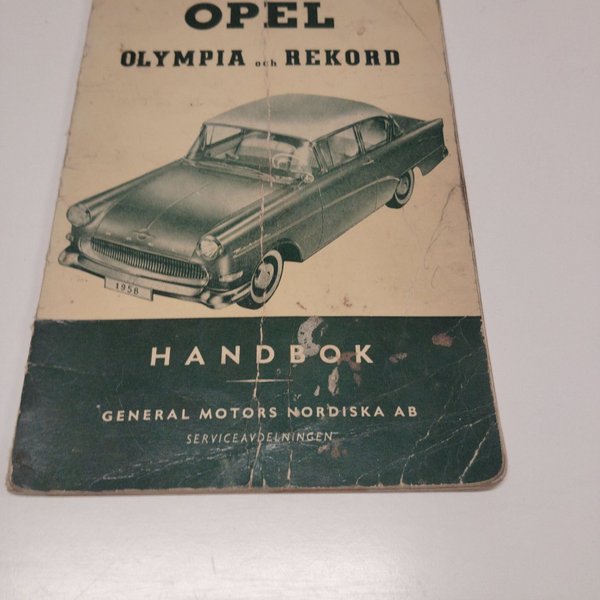 OPEL
OLYMPIA och REKORD
1958
HANDBOK
GENERAL MOTORS NORDISKA AB
SERVICEAVDELNINGEN